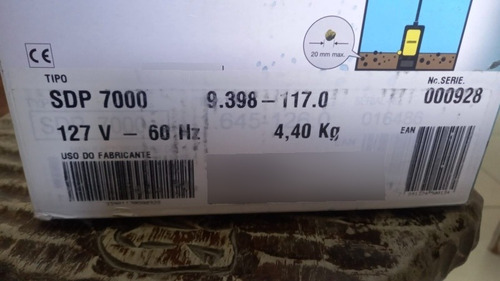 20 mm max.
CE
TIPO
SDP 7000 9.398-117.0
Nc. SERIE.
000928
127 V - 60 Hz 4,40 Kg
EAN
USO DO FABRICANTE
016486